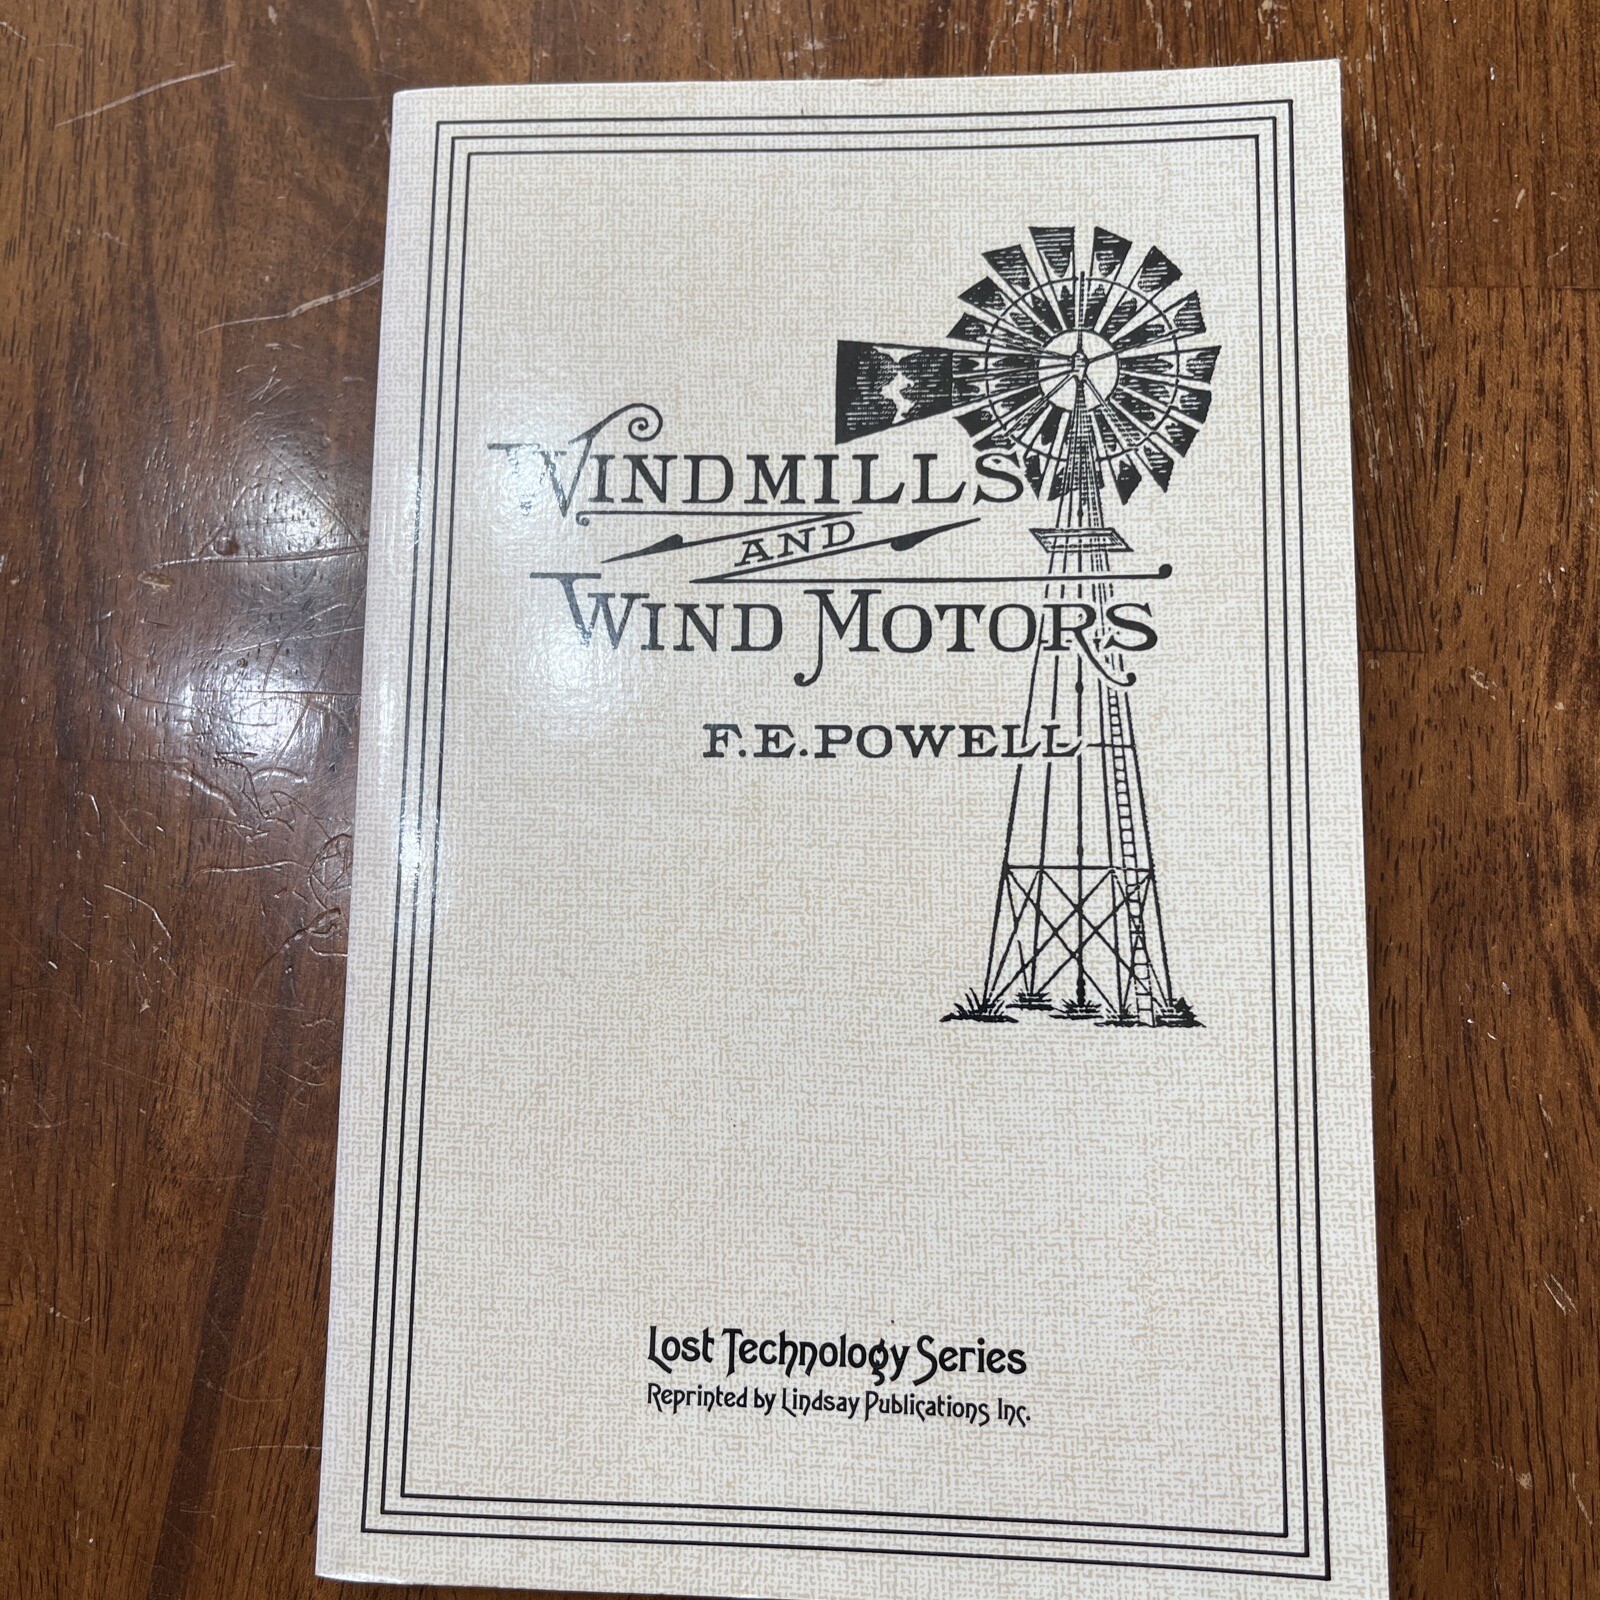 WINDMILLS
AND
WIND MOTORS
F.E. POWELL
Lost Technology Series
Reprinted by Lindsay Publications Inc.